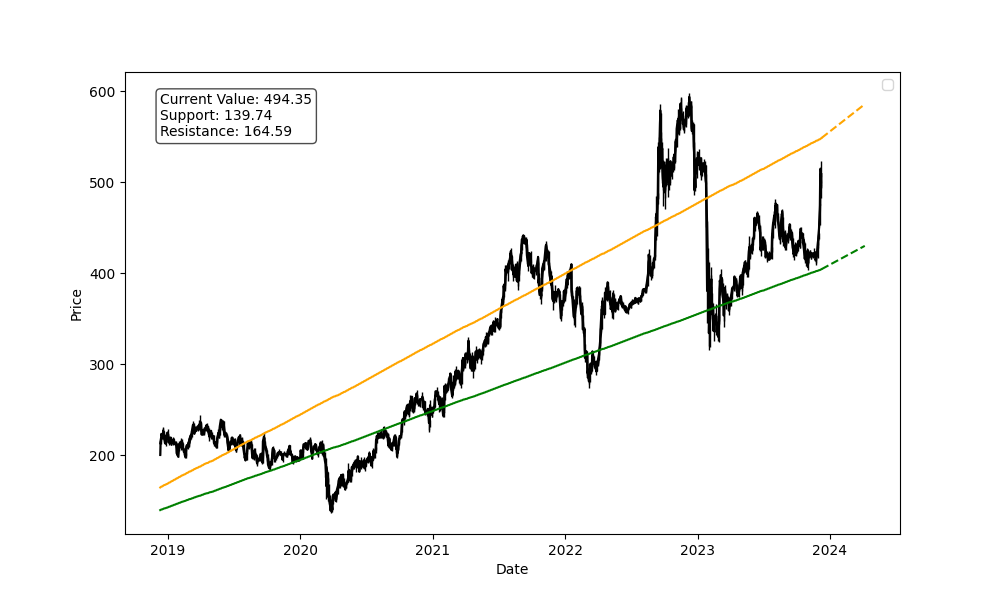 600
500
400
300
200
Price
Current Value: 494.35
Support: 139.74
Resistance: 164.59
2019 2020 2021 2022 2023 2024
Date